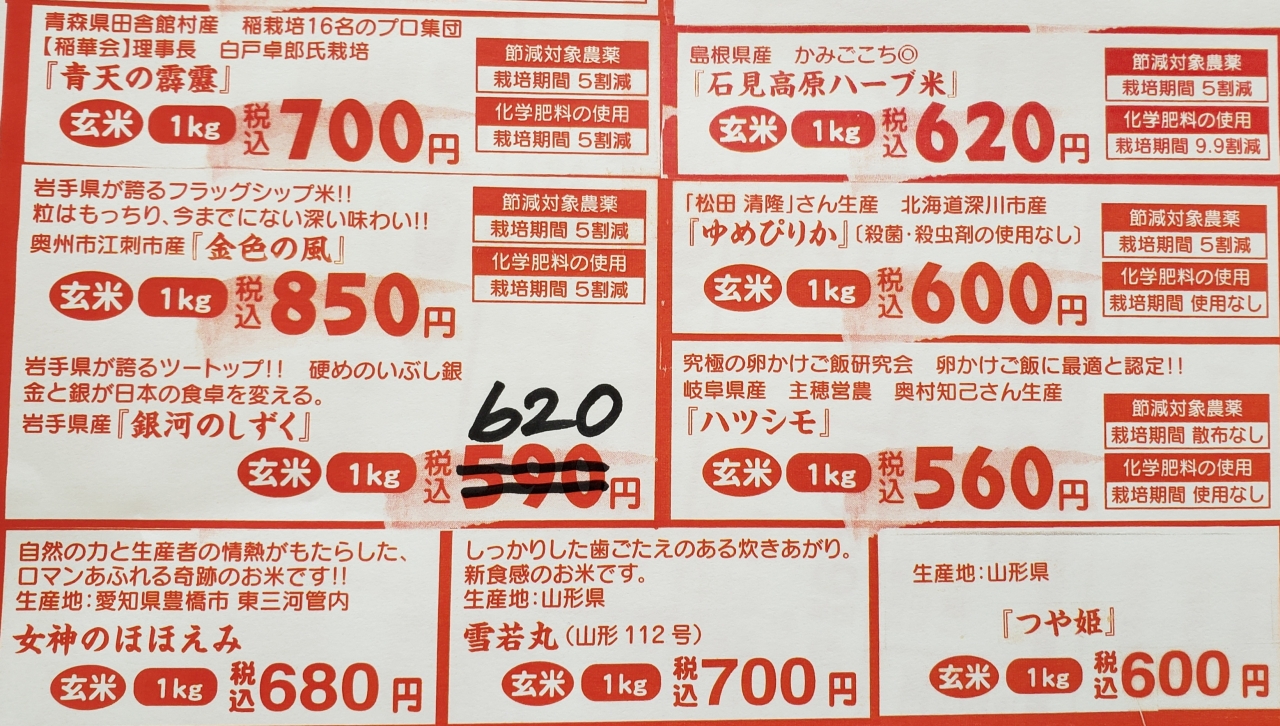 青森県田舎館村産　稲栽培16名のプロ集団
【稲華会】理事長　白戸卓郎氏栽培
『青天の霹靂』
玄米 1kg 税込 700円
節減対象農薬
栽培期間 5割減
化学肥料の使用
栽培期間 5割減
島根県産　かみごこち◎
『石見高原ハーブ米』
玄米 1kg 税込 620円
節減対象農薬
栽培期間 5割減
化学肥料の使用
栽培期間 9.9割減
岩手県が誇るフラッグシップ米!!
粒はもっちり、今までにない深い味わい!!
奥州市江刺市産『金色の風』
玄米 1kg 税込 850円
節減対象農薬
栽培期間 5割減
化学肥料の使用
栽培期間 5割減
「松田 清隆」さん生産　北海道深川市産
『ゆめぴりか』〔殺菌・殺虫剤の使用なし〕
玄米 1kg 税込 600円
節減対象農薬
栽培期間 5割減
化学肥料の使用
栽培期間 使用なし
岩手県が誇るツートップ!!　硬めのいぶし銀
金と銀が日本の食卓を変える。
岩手県産『銀河のしずく』
620
玄米 1kg 税込 590円
究極の卵かけご飯研究会　卵かけご飯に最適と認定!!
岐阜県産　主穂営農　奥村知己さん生産
『ハツシモ』
玄米 1kg 税込 560円
節減対象農薬
栽培期間 散布なし
化学肥料の使用
栽培期間 使用なし
自然の力と生産者の情熱がもたらした、
ロマンあふれる奇跡のお米です!!
生産地:愛知県豊橋市 東三河管内
女神のほほえみ
玄米 1kg 税込 680円
しっかりした歯ごたえのある炊きあがり。
新食感のお米です。
生産地:山形県
雪若丸(山形112号)
玄米 1kg 税込 700円
生産地:山形県
『つや姫』
玄米 1kg 税込 600円